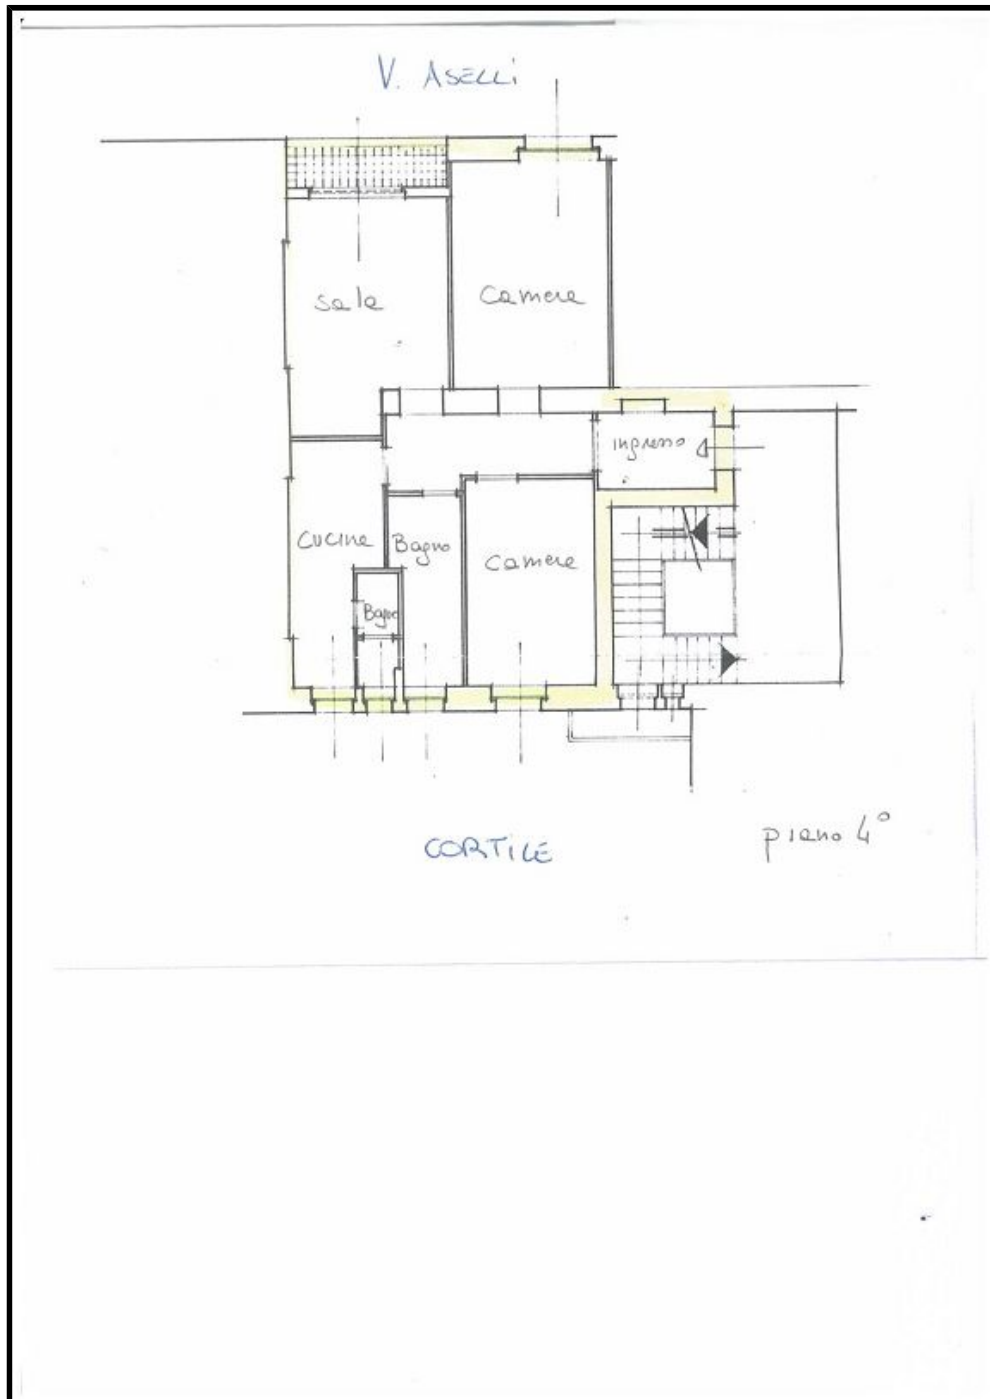 V. ASELLI
sala
camera
ingresso
cucina
Bagno
camera
Bagno
CORTILE
piano 4°